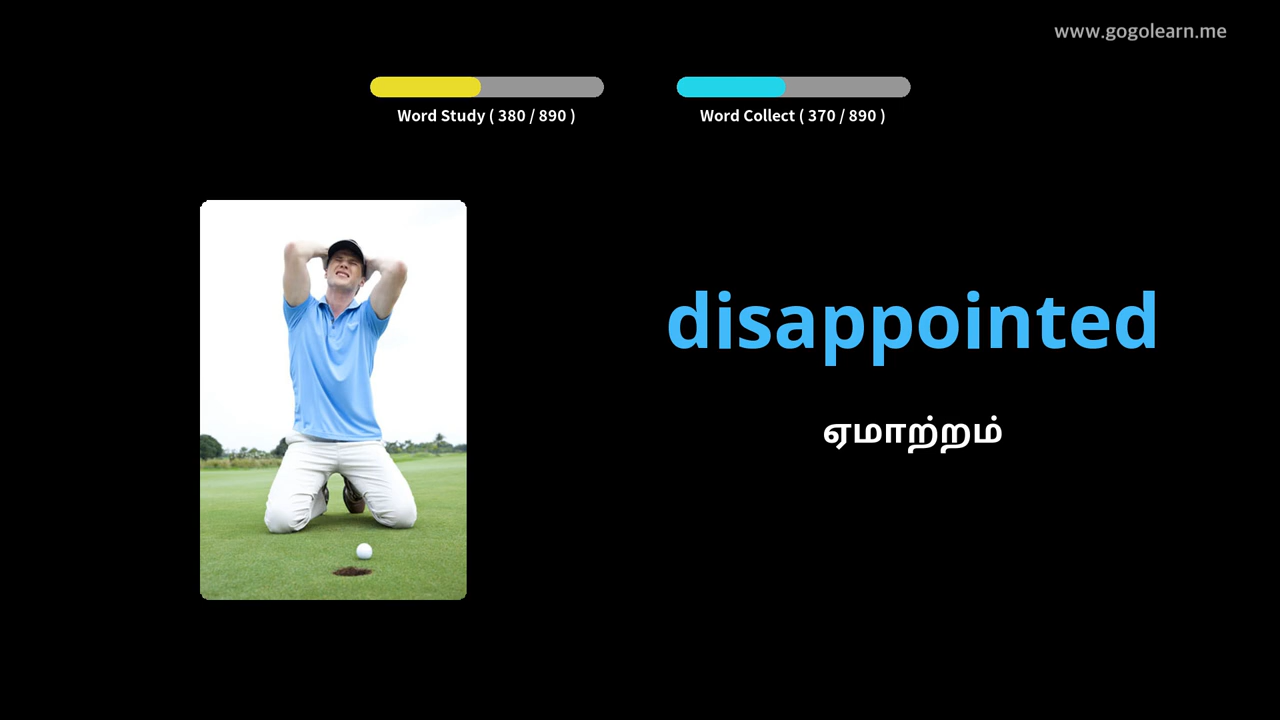 www.gogolearn.me
Word Study ( 380 / 890 )
Word Collect ( 370 / 890 )
disappointed
ஏமாற்றம்